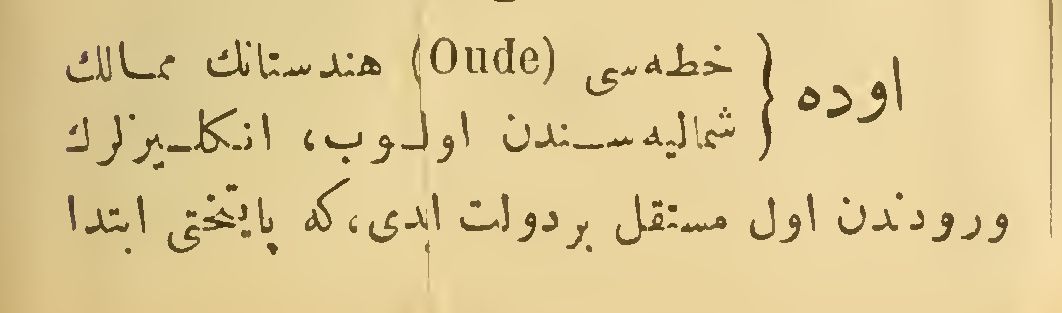 اوده } خطه‌سی (Oude) هندستانك ممالك
شمالیه‌سندن اولوب، انكلیزلرك
ورودندن اول مستقل بر دولت ایدی، كه پایتختی ابتدا